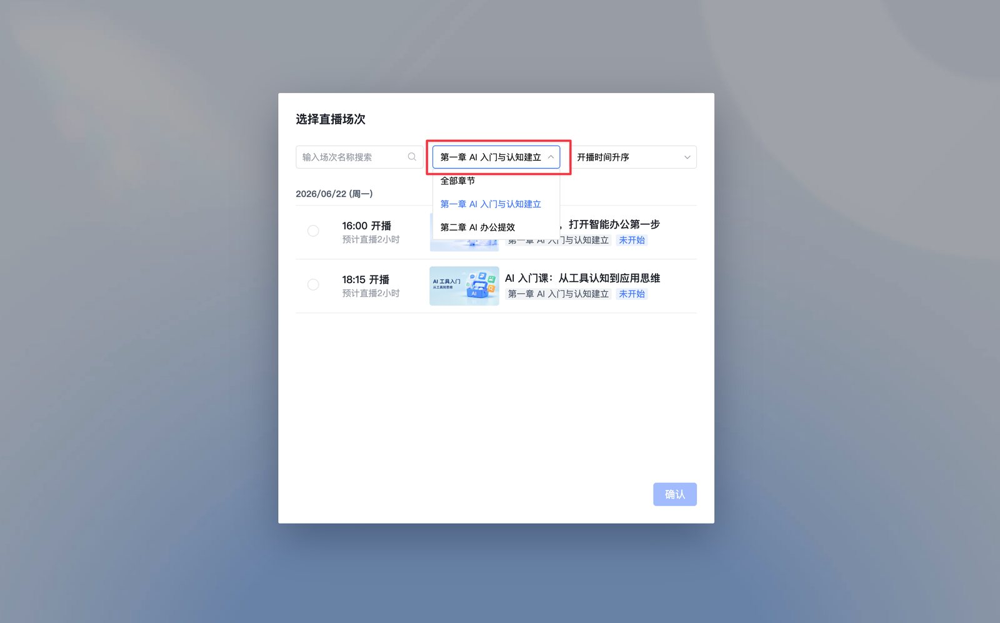 选择直播场次
输入场次名称搜索
第一章 AI 入门与认知建立
开播时间升序
全部章节
第一章 AI 入门与认知建立
第二章 AI 办公提效
2026/06/22 (周一)
16:00 开播
预计直播2小时
，打开智能办公第一步
第一章 AI 入门与认知建立
未开始
18:15 开播
预计直播2小时
AI 工具入门
从工具到思维
AI
AI 入门课：从工具认知到应用思维
第一章 AI 入门与认知建立
未开始
确认